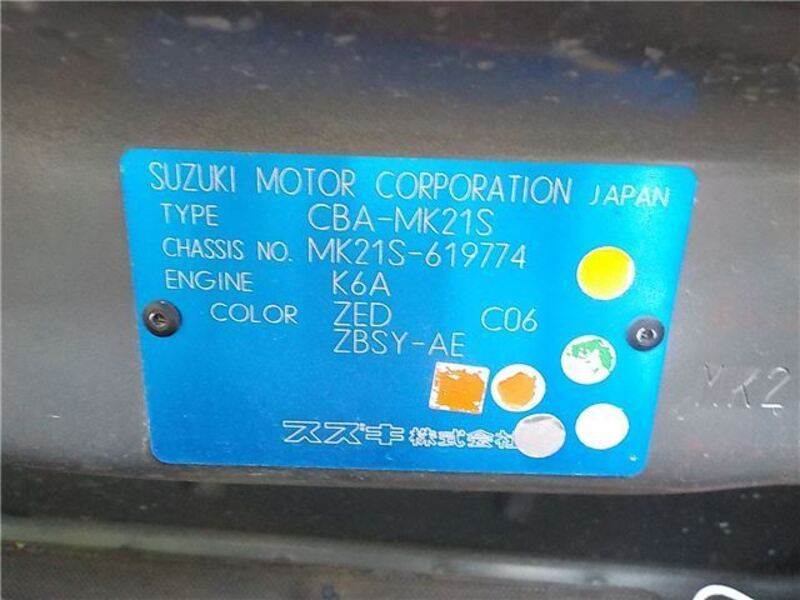 SUZUKI MOTOR CORPORATION JAPAN
TYPE CBA-MK21S
CHASSIS NO. MK21S-619774
ENGINE K6A
COLOR ZED C06
ZBSY-AE
スズキ株式会
MK2